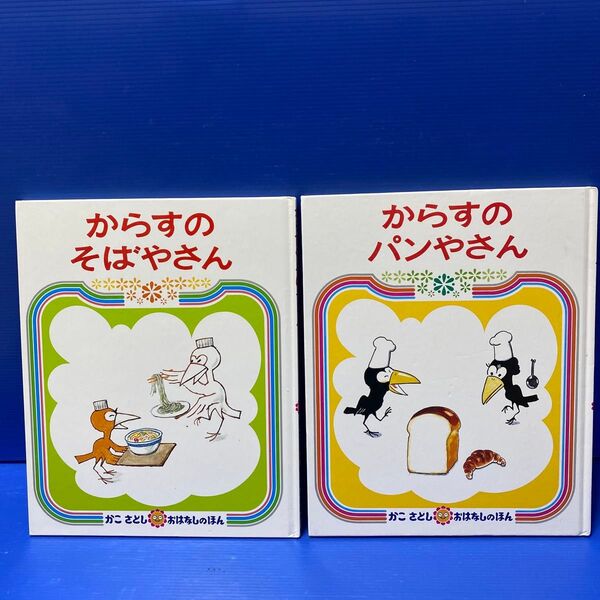 からすの
そばやさん
かこ さとし おはなしのほん
からすの
パンやさん
かこ さとし おはなしのほん